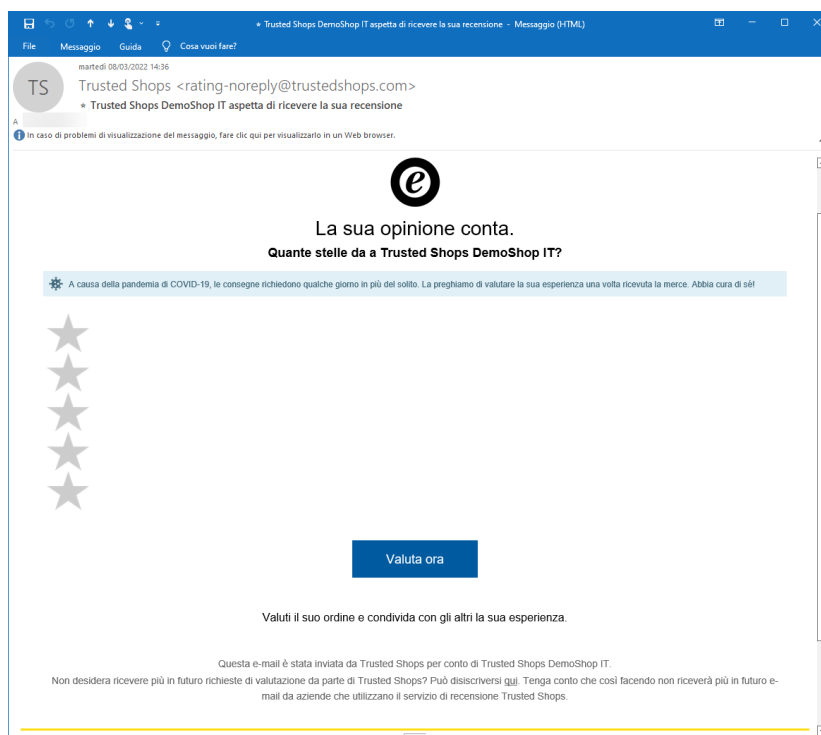 ★ Trusted Shops DemoShop IT aspetta di ricevere la sua recensione - Messaggio (HTML)
File Messaggio Guida Cosa vuoi fare?
martedì 08/03/2022 14:36
TS
Trusted Shops <rating-noreply@trustedshops.com>
★ Trusted Shops DemoShop IT aspetta di ricevere la sua recensione
A
In caso di problemi di visualizzazione del messaggio, fare clic qui per visualizzarlo in un Web browser.
e
La sua opinione conta.
Quante stelle da a Trusted Shops DemoShop IT?
A causa della pandemia di COVID-19, le consegne richiedono qualche giorno in più del solito. La preghiamo di valutare la sua esperienza una volta ricevuta la merce. Abbia cura di sè!
Valuta ora
Valuti il suo ordine e condivida con gli altri la sua esperienza.
Questa e-mail è stata inviata da Trusted Shops per conto di Trusted Shops DemoShop IT.
Non desidera ricevere più in futuro richieste di valutazione da parte di Trusted Shops? Può disiscriversi qui. Tenga conto che così facendo non riceverà più in futuro e-
mail da aziende che utilizzano il servizio di recensione Trusted Shops.